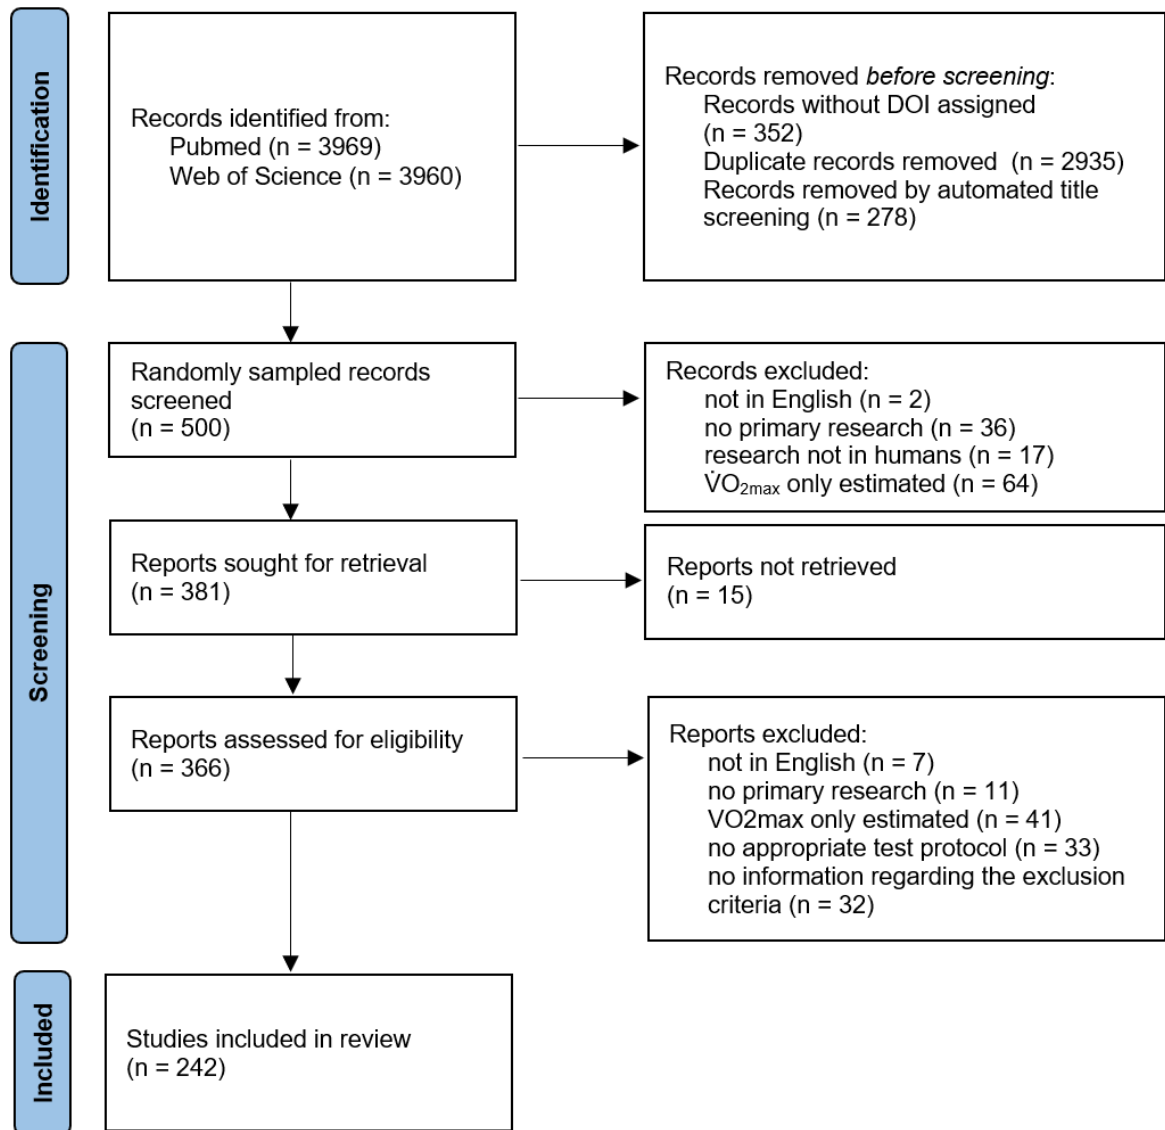 Identification
Records identified from:
Pubmed (n = 3969)
Web of Science (n = 3960)
Records removed before screening:
Records without DOI assigned
(n = 352)
Duplicate records removed  (n = 2935)
Records removed by automated title
screening (n = 278)
Screening
Randomly sampled records
screened
(n = 500)
Records excluded:
not in English (n = 2)
no primary research (n = 36)
research not in humans (n = 17)
V̇O₂ₘₐₓ only estimated (n = 64)
Reports sought for retrieval
(n = 381)
Reports not retrieved
(n = 15)
Reports assessed for eligibility
(n = 366)
Reports excluded:
not in English (n = 7)
no primary research (n = 11)
VO2max only estimated (n = 41)
no appropriate test protocol (n = 33)
no information regarding the exclusion
criteria (n = 32)
Included
Studies included in review
(n = 242)